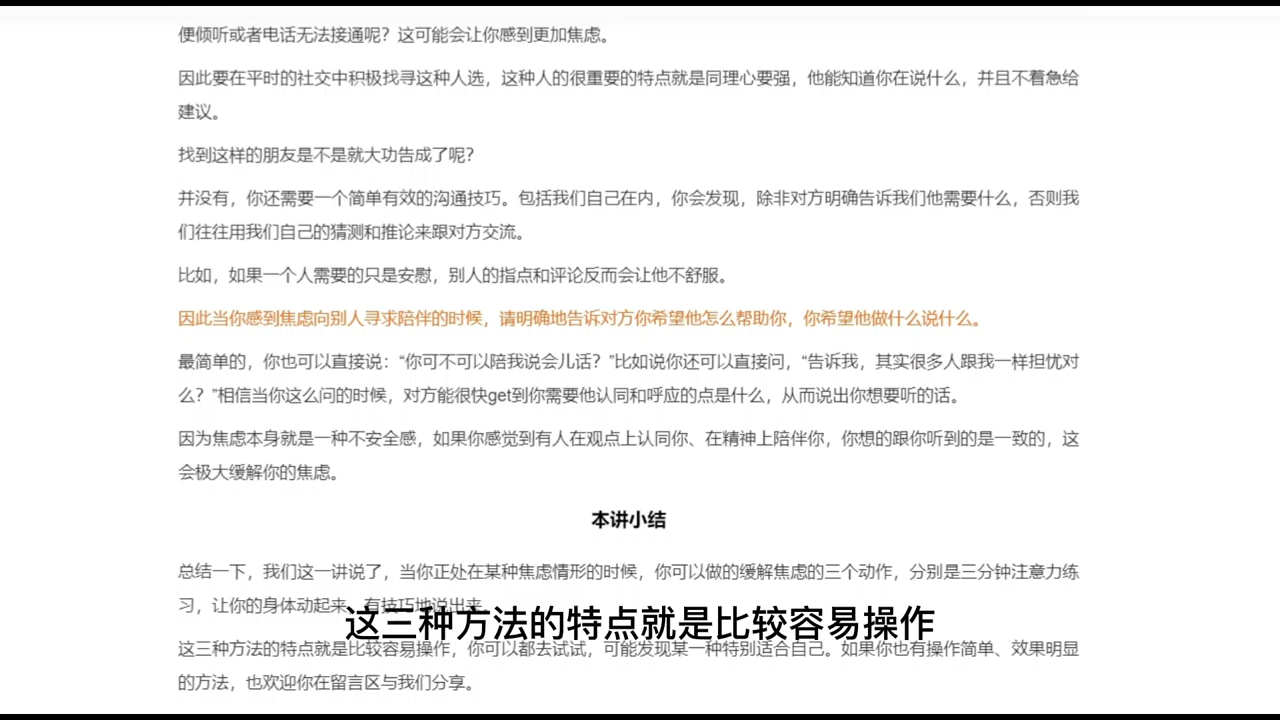 便倾听或者电话无法接通呢？这可能会让你感到更加焦虑。
因此要在平时的社交中积极找寻这种人选，这种人的很重要的特点就是同理心要强，他能知道你在说什么，并且不着急给
建议。
找到这样的朋友是不是就大功告成了呢？
并没有，你还需要一个简单有效的沟通技巧。包括我们自己在内，你会发现，除非对方明确告诉我们他需要什么，否则我
们往往用我们自己的猜测和推论来跟对方交流。
比如，如果一个人需要的只是安慰，别人的指点和评论反而会让他不舒服。
因此当你感到焦虑向别人寻求陪伴的时候，请明确地告诉对方你希望他怎么帮助你，你希望他做什么说什么。
最简单的，你也可以直接说：“你可不可以陪我说会儿话？”比如说你还可以直接问，“告诉我，其实很多人跟我一样担忧对
么？”相信当你这么问的时候，对方能很快get到你需要他认同和呼应的点是什么，从而说出你想要听的话。
因为焦虑本身就是一种不安全感，如果你感觉到有人在观点上认同你、在精神上陪伴你，你想的跟你听到的是一致的，这
会极大缓解你的焦虑。
本讲小结
总结一下，我们这一讲说了，当你正处在某种焦虑情形的时候，你可以做的缓解焦虑的三个动作，分别是三分钟注意力练
习，让你的身体动起来，有技巧地说出来。
这三种方法的特点就是比较容易操作
这三种方法的特点就是比较容易操作，你可以都去试试，可能发现某一种特别适合自己。如果你也有操作简单、效果明显
的方法，也欢迎你在留言区与我们分享。